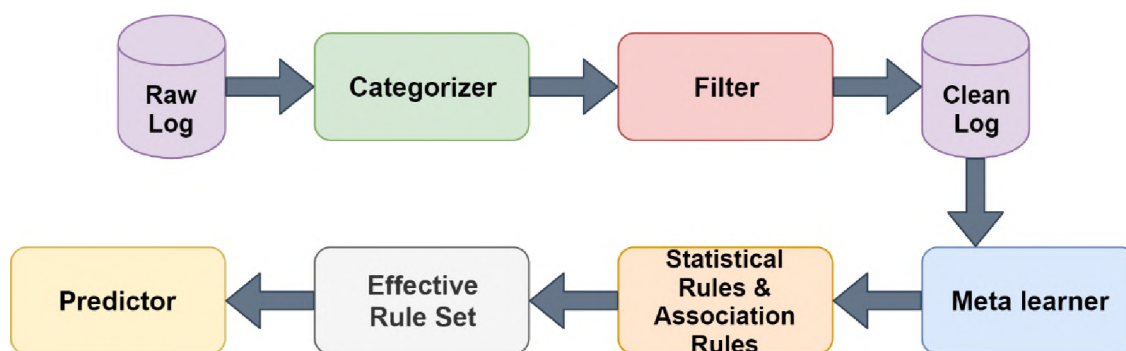 Raw
Log
Categorizer
Filter
Clean
Log
Predictor
Effective
Rule Set
Statistical
Rules &
Association
Rules
Meta learner